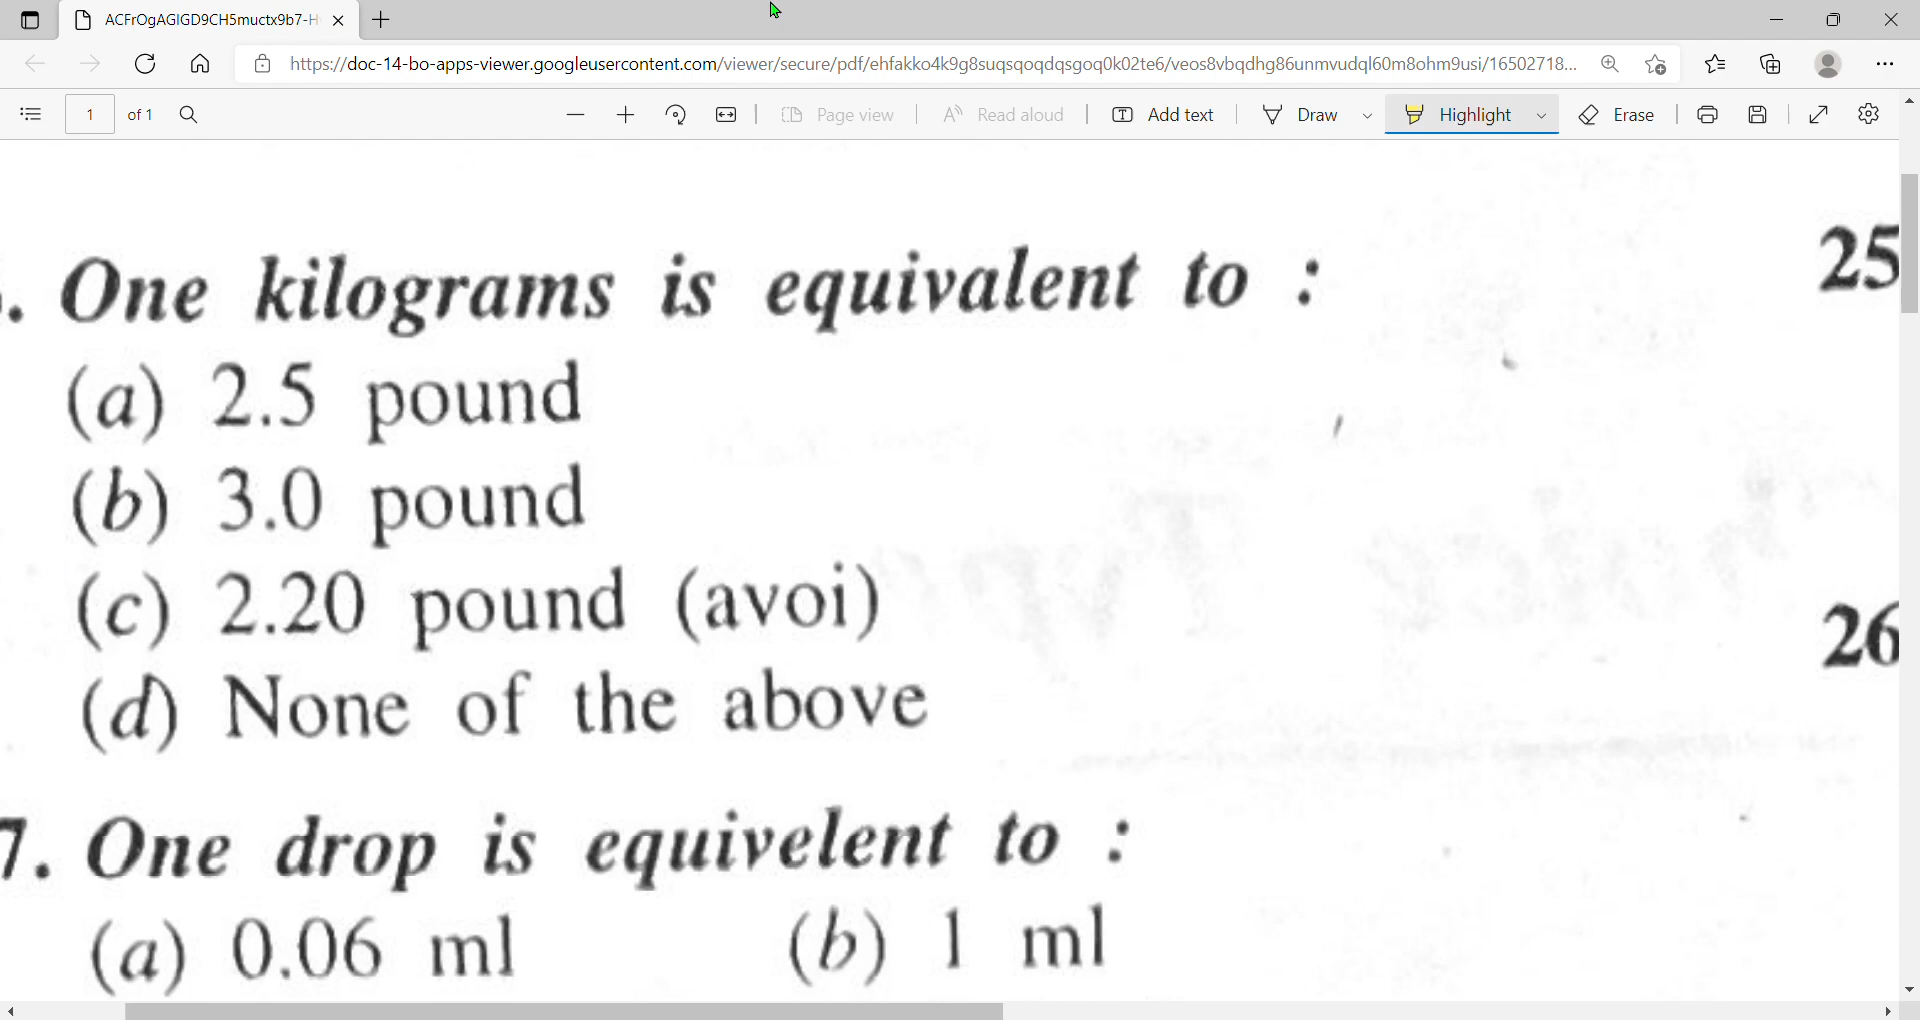 ACFrOgAGIGD9CH5muctx9b7-H
https://doc-14-bo-apps-viewer.googleusercontent.com/viewer/secure/pdf/ehfakko4k9g8suqsqoqdqsgoq0k02te6/veos8vbqdhg86unmvudql60m8ohm9usi/16502718...
1 of 1 Page view Read aloud Add text Draw Highlight Erase
. One kilograms is equivalent to : 25
(a) 2.5 pound
(b) 3.0 pound
(c) 2.20 pound (avoi)
(d) None of the above
26
7. One drop is equivelent to :
(a) 0.06 ml (b) 1 ml